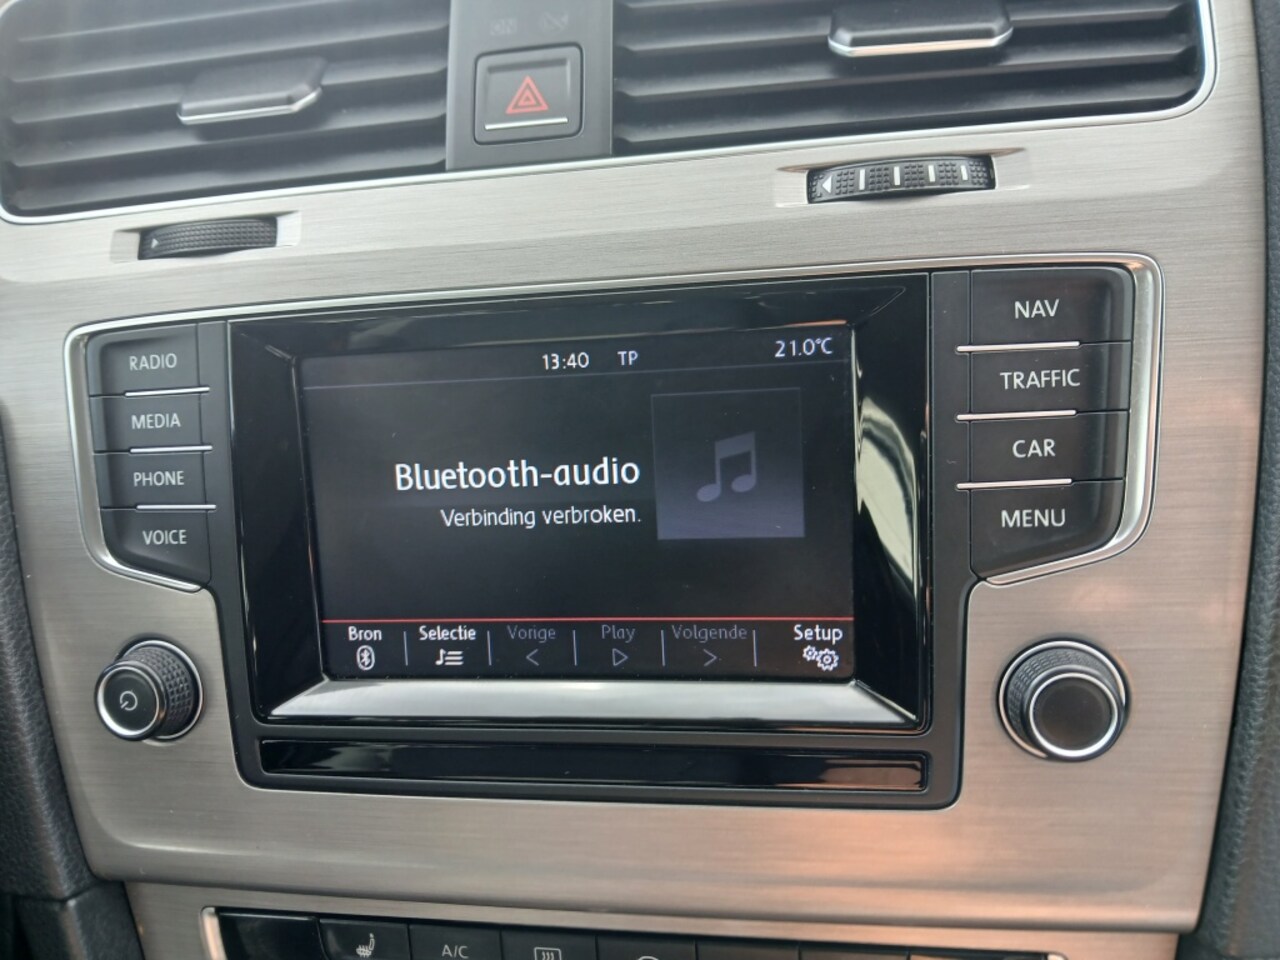 RADIO
MEDIA
PHONE
VOICE
13:40 TP 21.0°C
Bluetooth-audio
Verbinding verbroken.
Bron Selectie Vorige Play Volgende Setup
NAV
TRAFFIC
CAR
MENU
A/C